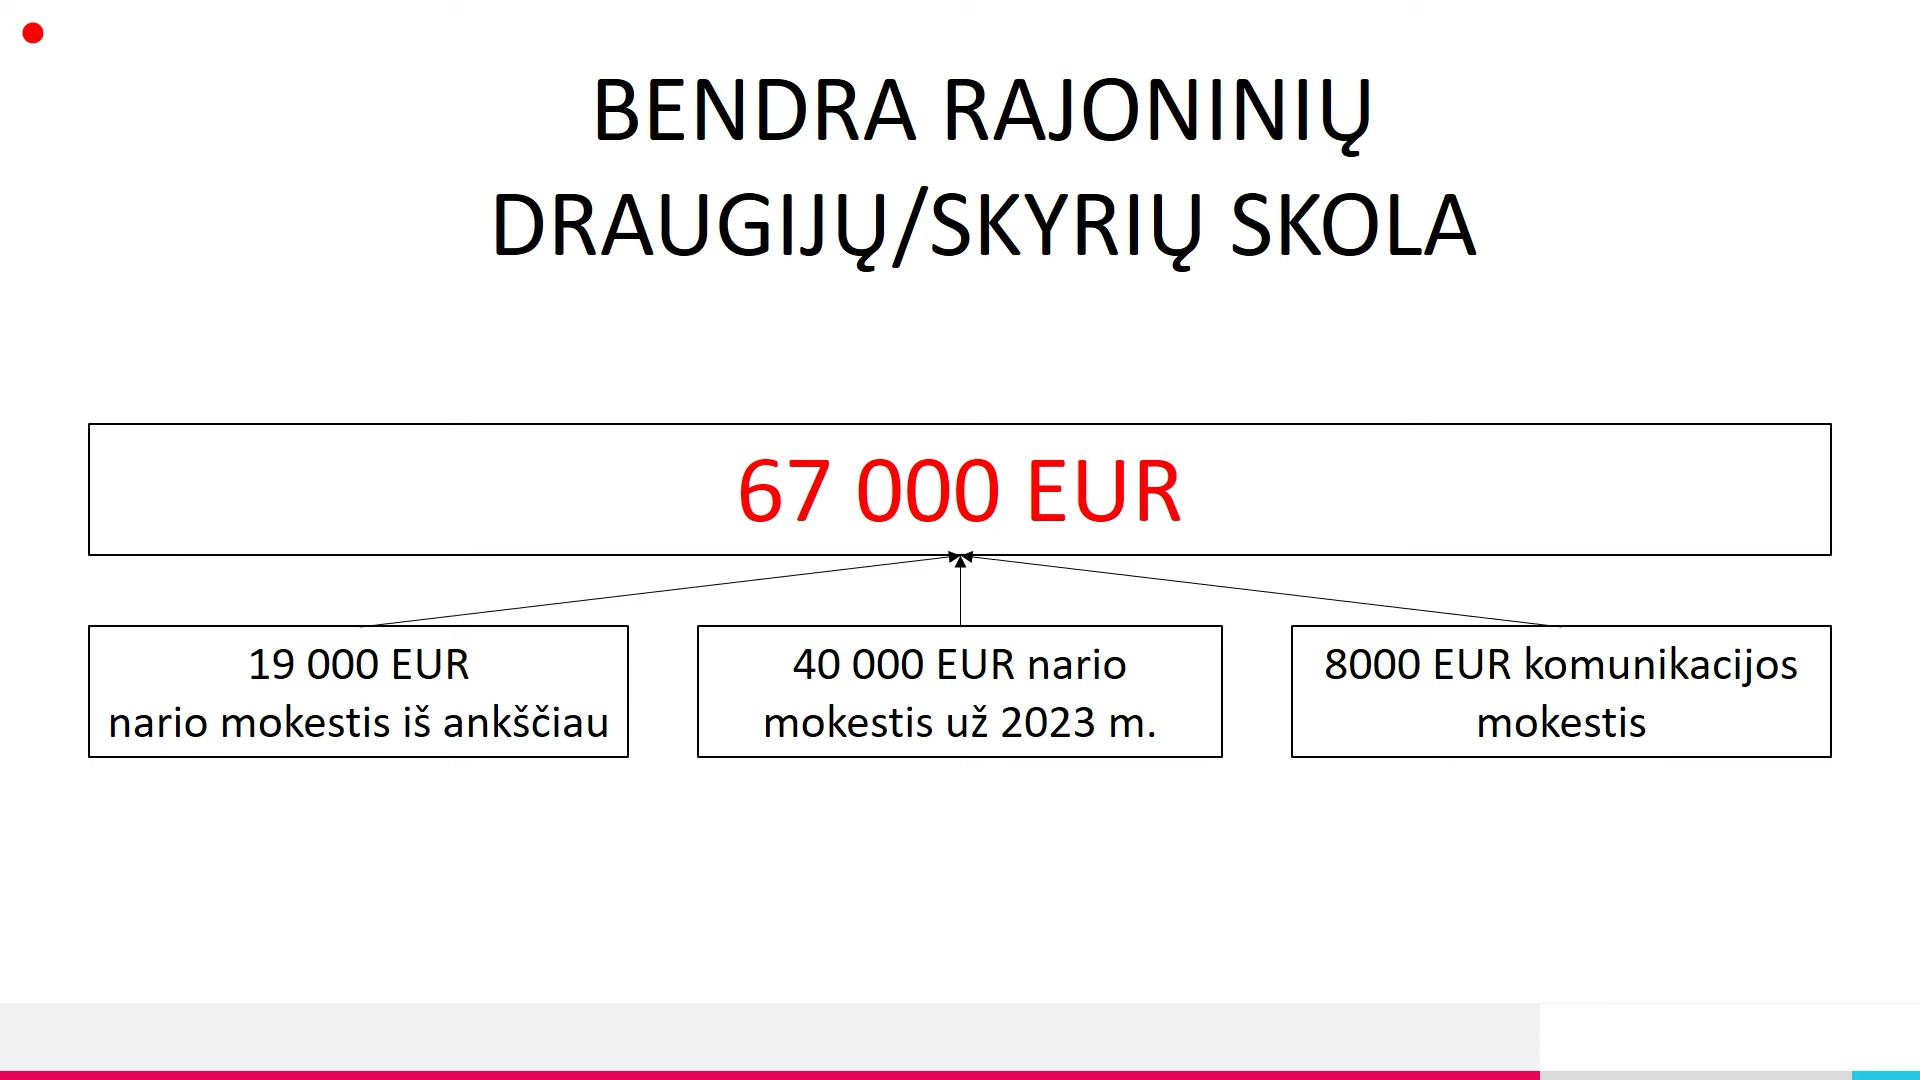 BENDRA RAJONINIŲ
DRAUGIJŲ/SKYRIŲ SKOLA
67 000 EUR
19 000 EUR
nario mokestis iš ankščiau
40 000 EUR nario
mokestis už 2023 m.
8000 EUR komunikacijos
mokestis